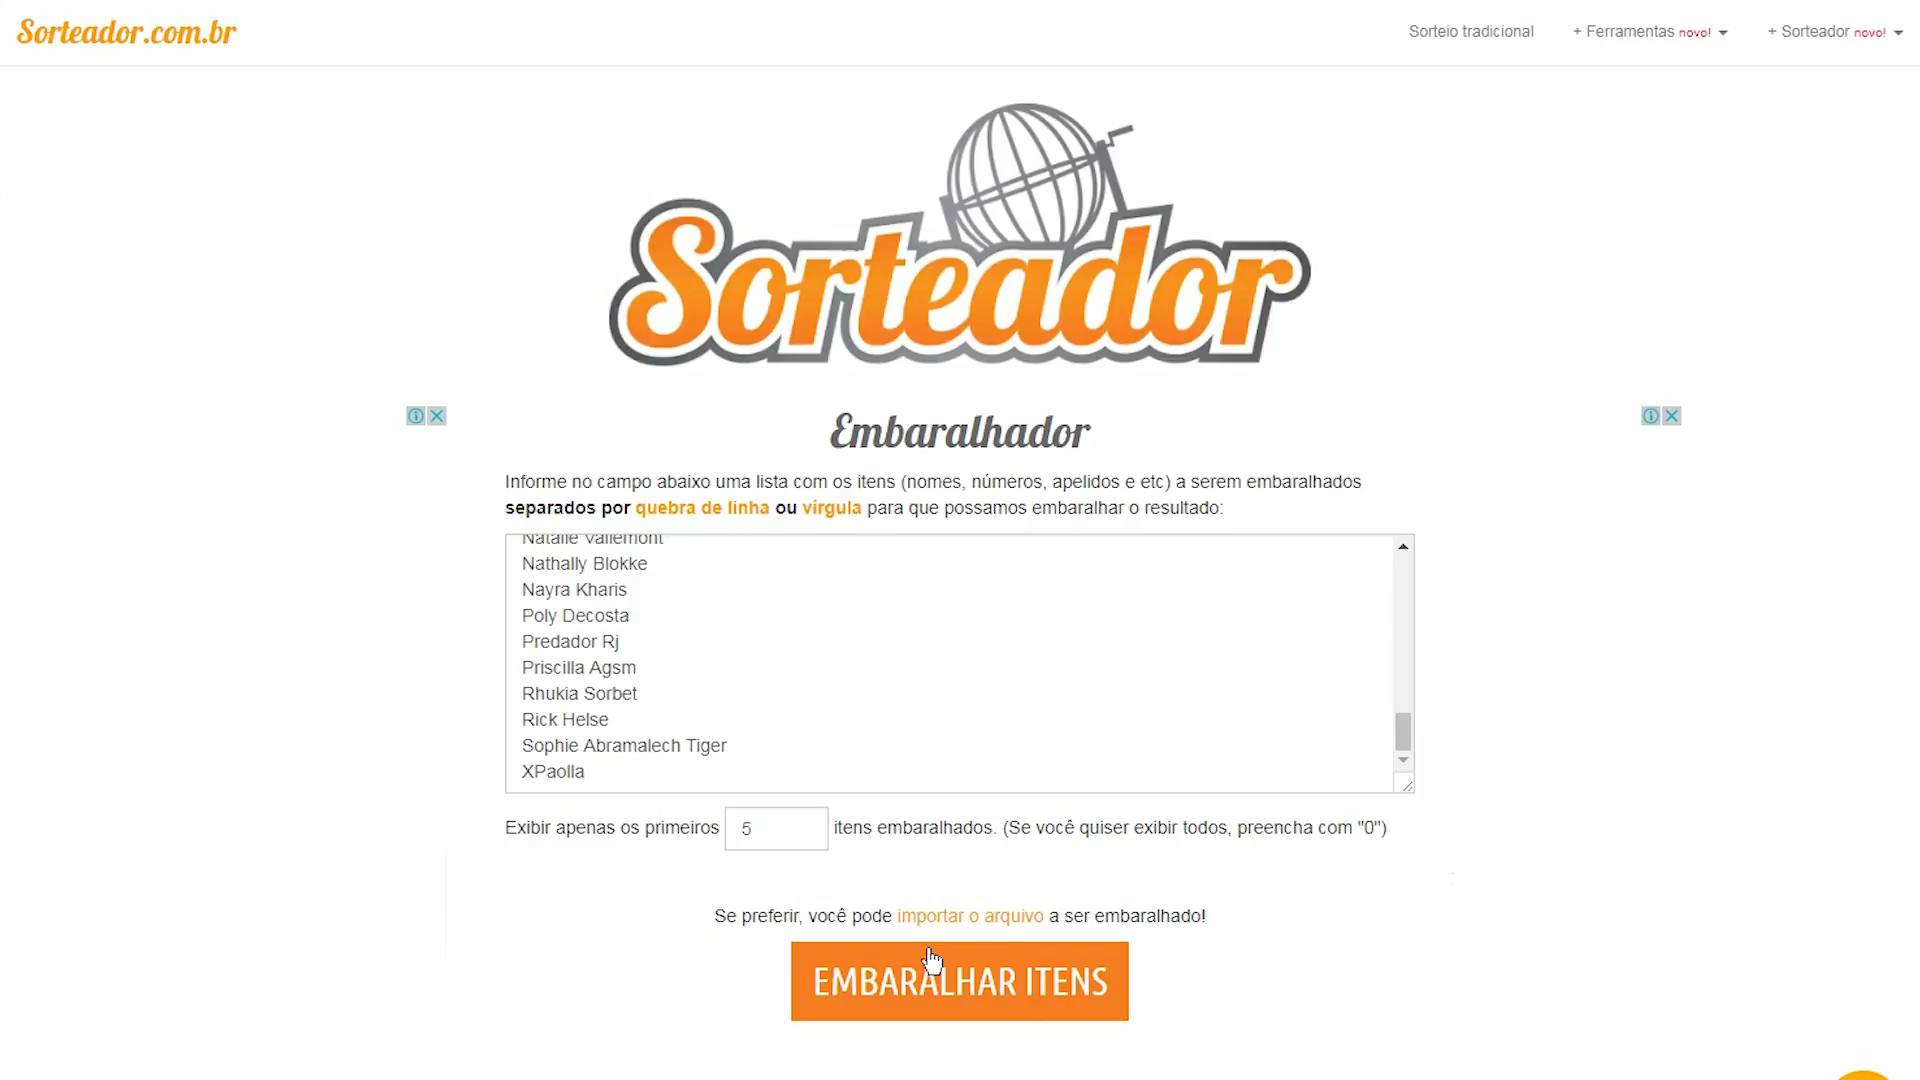 Sorteador.com.br
Sorteio tradicional
+ Ferramentas novo!
+ Sorteador novo!
Sorteador
Embaralhador
Informe no campo abaixo uma lista com os itens (nomes, números, apelidos e etc) a serem embaralhados
separados por quebra de linha ou vírgula para que possamos embaralhar o resultado:
Natalie Vallemont
Nathally Blokke
Nayra Kharis
Poly Decosta
Predador Rj
Priscilla Agsm
Rhukia Sorbet
Rick Helse
Sophie Abramalech Tiger
XPaolla
Exibir apenas os primeiros 5 itens embaralhados. (Se você quiser exibir todos, preencha com "0")
Se preferir, você pode importar o arquivo a ser embaralhado!
EMBARALHAR ITENS